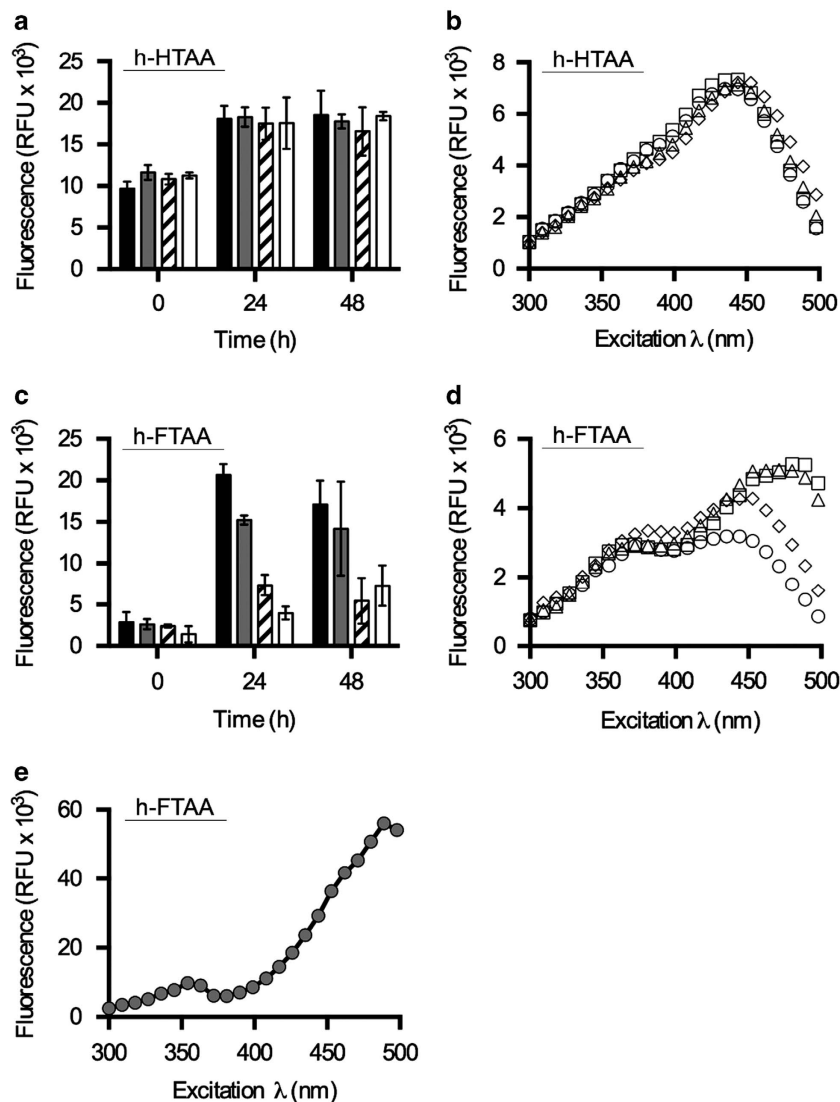 a
h-HTAA
Fluorescence (RFU x 10³)
25
20
15
10
5
0
0 24 48
Time (h)
b
h-HTAA
Fluorescence (RFU x 10³)
8
6
4
2
0
300 350 400 450 500
Excitation λ (nm)
c
h-FTAA
Fluorescence (RFU x 10³)
25
20
15
10
5
0
0 24 48
Time (h)
d
h-FTAA
Fluorescence (RFU x 10³)
6
4
2
0
300 350 400 450 500
Excitation λ (nm)
e
h-FTAA
Fluorescence (RFU x 10³)
60
40
20
0
300 350 400 450 500
Excitation λ (nm)